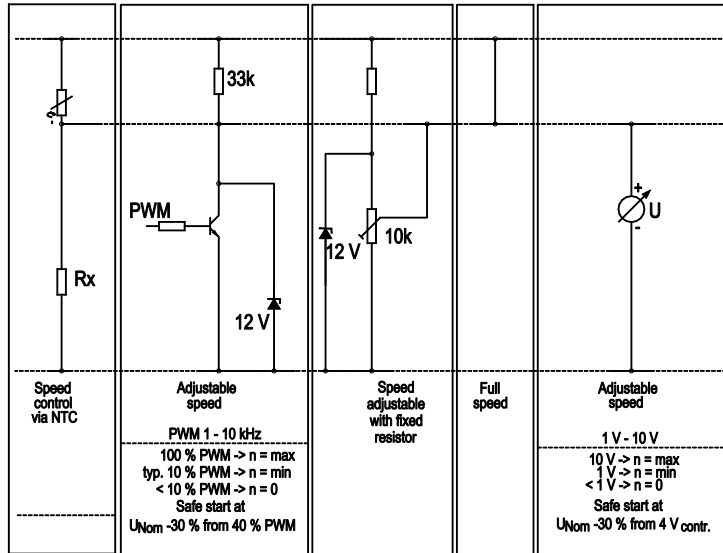 33k
-ϑ
PWM
U
+
-
Rx
12 V
12 V
10k
Speed
control
via NTC
Adjustable
speed
PWM 1 - 10 kHz
100 % PWM -> n = max
typ. 10 % PWM -> n = min
< 10 % PWM -> n = 0
Safe start at
UNom -30 % from 40 % PWM
Speed
adjustable
with fixed
resistor
Full
speed
Adjustable
speed
1 V - 10 V
10 V -> n = max
1 V -> n = min
< 1 V -> n = 0
Safe start at
UNom -30 % from 4 Vcontr.